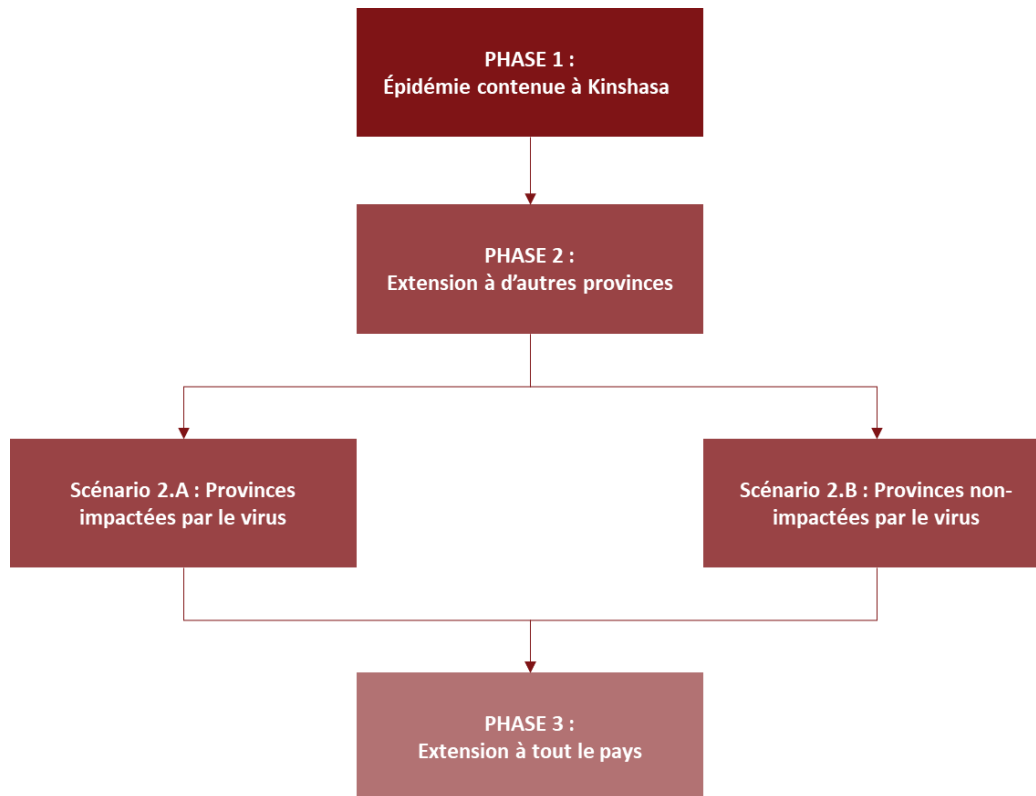 PHASE 1 :
Épidémie contenue à Kinshasa
PHASE 2 :
Extension à d’autres provinces
Scénario 2.A : Provinces
impactées par le virus
Scénario 2.B : Provinces non-
impactées par le virus
PHASE 3 :
Extension à tout le pays